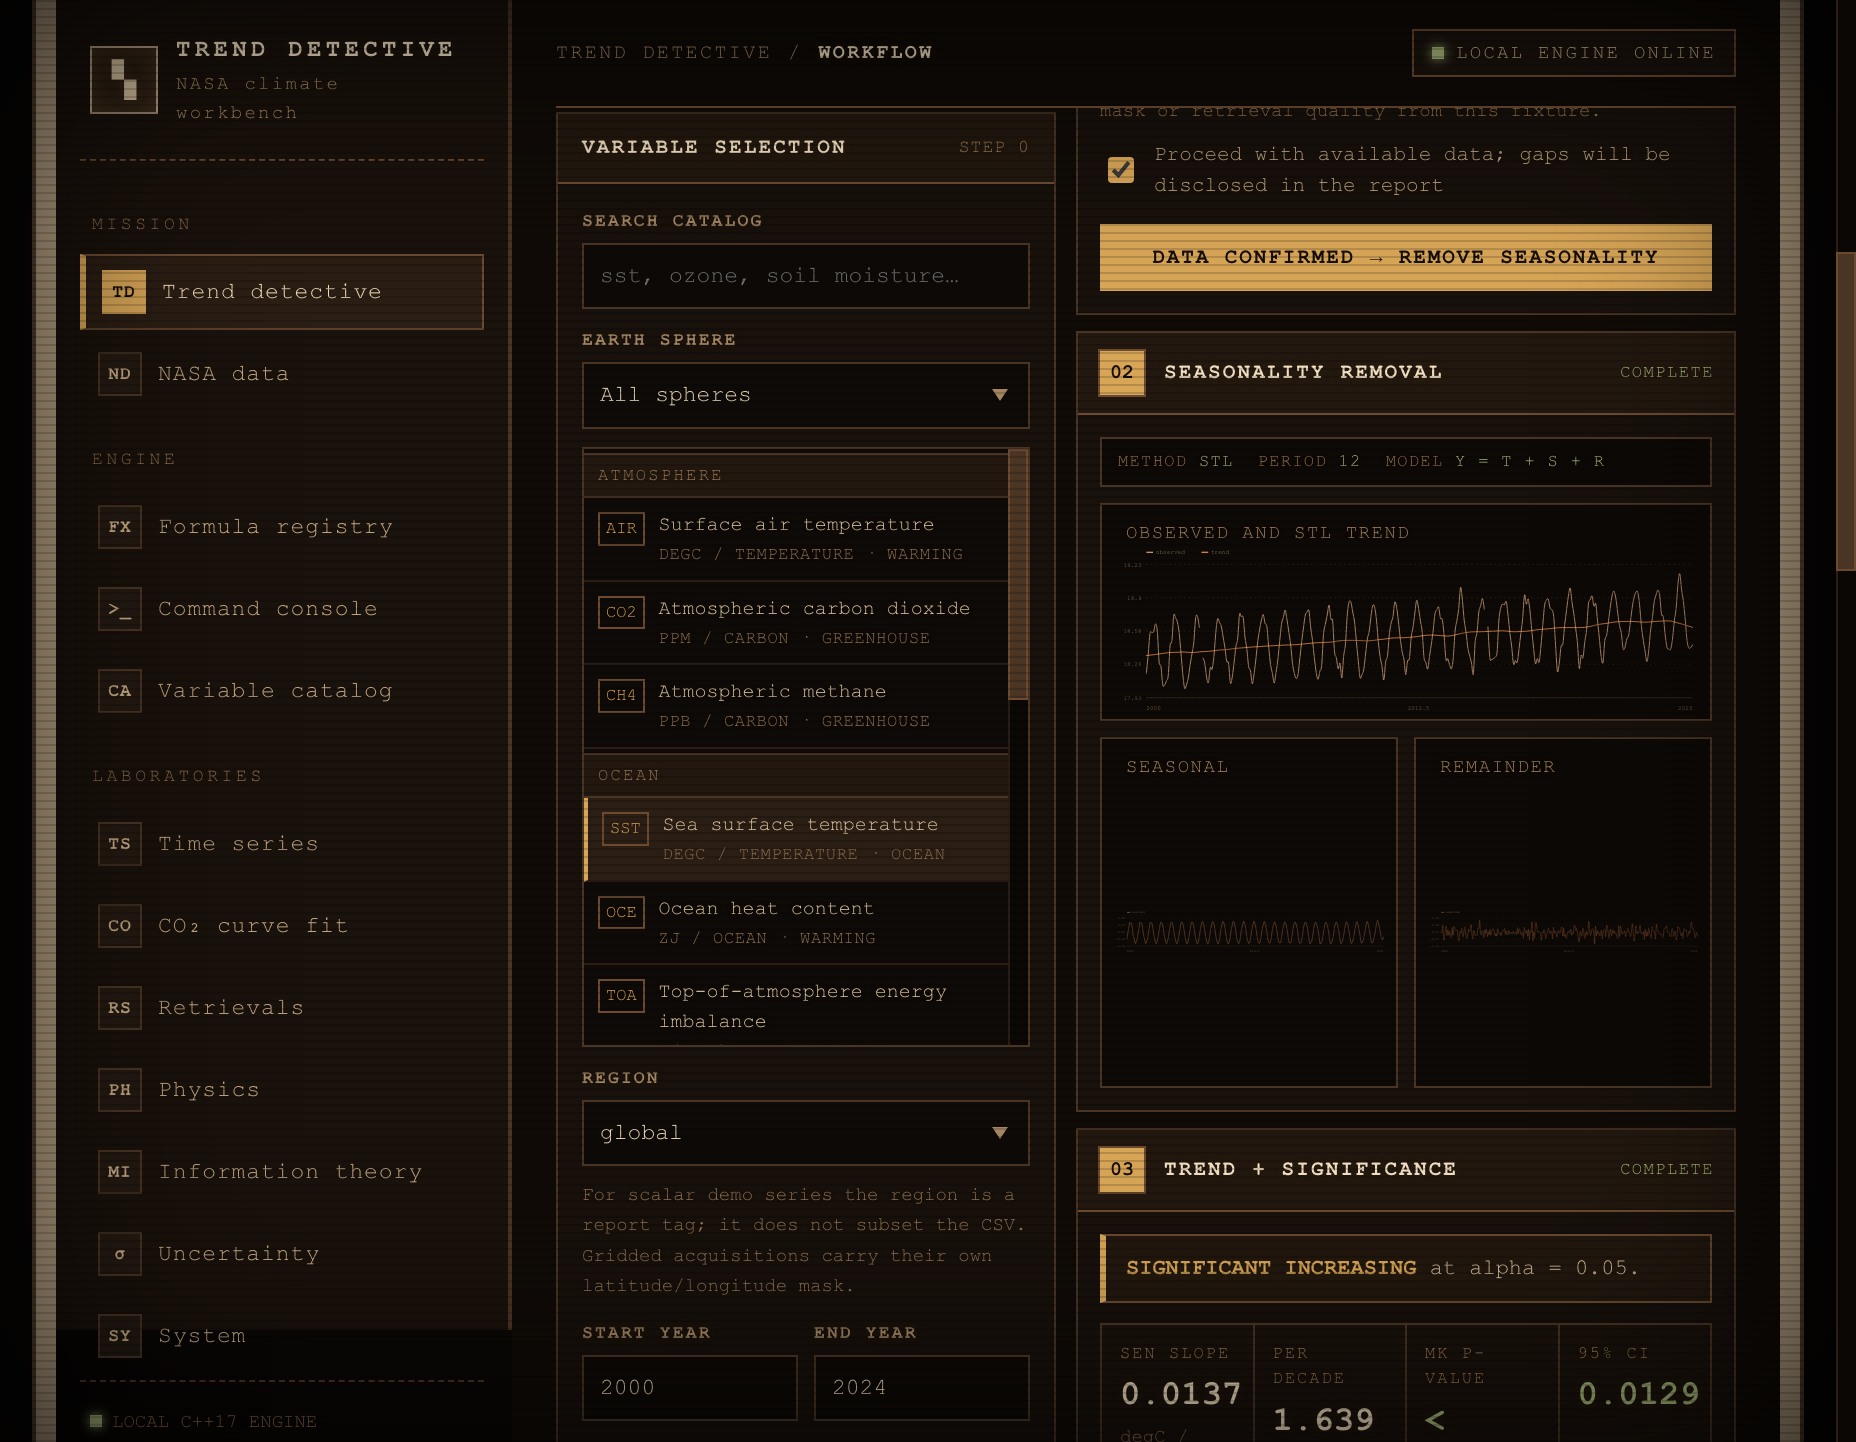 TREND DETECTIVE
NASA climate
workbench
MISSION
TD Trend detective
ND NASA data
ENGINE
FX Formula registry
>_ Command console
CA Variable catalog
LABORATORIES
TS Time series
CO CO₂ curve fit
RS Retrievals
PH Physics
MI Information theory
σ Uncertainty
SY System
LOCAL C++17 ENGINE
TREND DETECTIVE / WORKFLOW
LOCAL ENGINE ONLINE
VARIABLE SELECTION STEP 0
SEARCH CATALOG
sst, ozone, soil moisture…
EARTH SPHERE
All spheres
ATMOSPHERE
AIR Surface air temperature
DEGC / TEMPERATURE · WARMING
CO2 Atmospheric carbon dioxide
PPM / CARBON · GREENHOUSE
CH4 Atmospheric methane
PPB / CARBON · GREENHOUSE
OCEAN
SST Sea surface temperature
DEGC / TEMPERATURE · OCEAN
OCE Ocean heat content
ZJ / OCEAN · WARMING
TOA Top-of-atmosphere energy
imbalance
REGION
global
For scalar demo series the region is a
report tag; it does not subset the CSV.
Gridded acquisitions carry their own
latitude/longitude mask.
START YEAR END YEAR
2000 2024
mask or retrieval quality from this fixture.
Proceed with available data; gaps will be
disclosed in the report
DATA CONFIRMED → REMOVE SEASONALITY
02 SEASONALITY REMOVAL COMPLETE
METHOD STL PERIOD 12 MODEL Y = T + S + R
OBSERVED AND STL TREND
observed trend
2000 2012.5
SEASONAL
REMAINDER
03 TREND + SIGNIFICANCE COMPLETE
SIGNIFICANT INCREASING at alpha = 0.05.
SEN SLOPE
0.0137
degC /
PER
DECADE
1.639
MK P-
VALUE
<
95% CI
0.0129